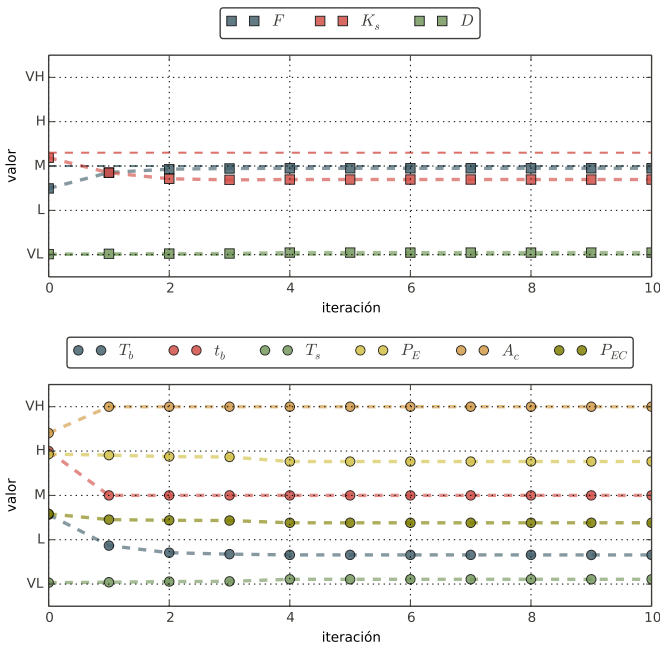 F K_s D
VH
H
M
L
VL
valor
0 2 4 6 8 10
iteración
T_b t_b T_s P_E A_c P_EC
VH
H
M
L
VL
valor
0 2 4 6 8 10
iteración